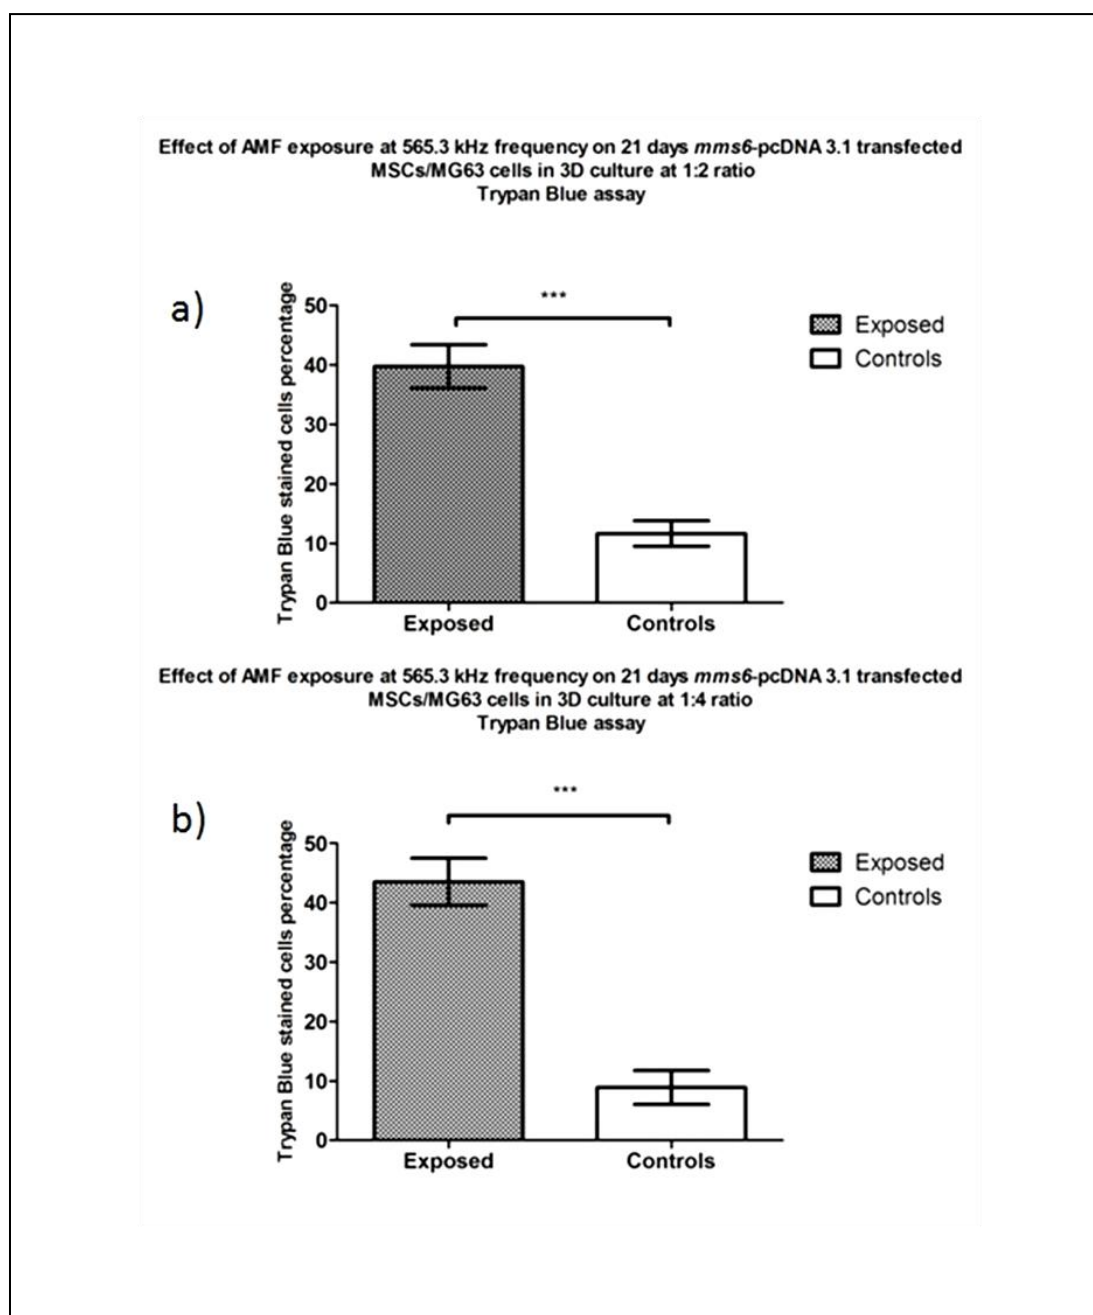 Effect of AMF exposure at 565.3 kHz frequency on 21 days mms6-pcDNA 3.1 transfected
MSCs/MG63 cells in 3D culture at 1:2 ratio
Trypan Blue assay
a)
***
Trypan Blue stained cells percentage
50
40
30
20
10
0
Exposed
Controls
Exposed
Controls
Effect of AMF exposure at 565.3 kHz frequency on 21 days mms6-pcDNA 3.1 transfected
MSCs/MG63 cells in 3D culture at 1:4 ratio
Trypan Blue assay
b)
***
Trypan Blue stained cells percentage
50
40
30
20
10
0
Exposed
Controls
Exposed
Controls